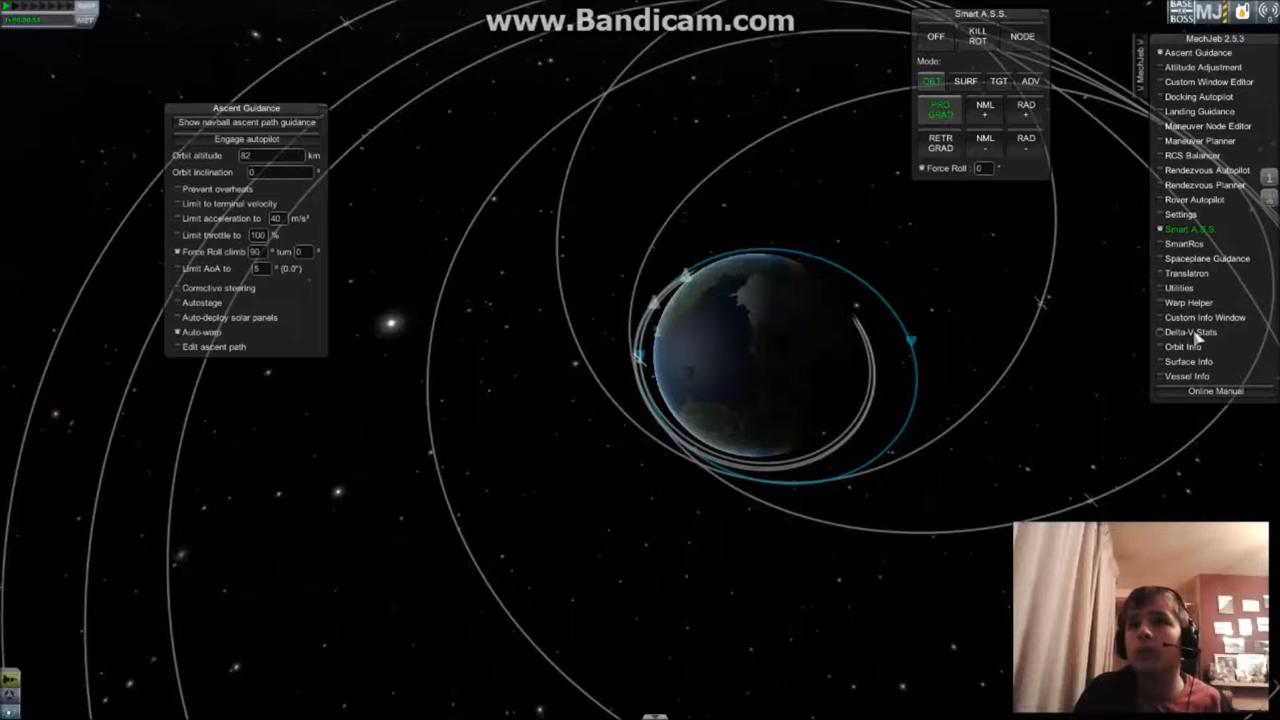 www.Bandicam.com
MET
Ascent Guidance
Show navball ascent path guidance
Engage autopilot
Orbit altitude 82 km
Orbit inclination 0 °
Prevent overheats
Limit to terminal velocity
Limit acceleration to 40 m/s²
Limit throttle to 100 %
Force Roll climb 90 ° turn 0 °
Limit AoA to 5 ° (0.0°)
Corrective steering
Autostage
Auto-deploy solar panels
Auto-warp
Edit ascent path
Smart A.S.S.
OFF KILL ROT NODE
Mode:
OBT SURF TGT ADV
PRO GRAD NML + RAD +
RETR GRAD NML - RAD -
Force Roll : 0 °
BASE BOSS MJ
V MechJeb V
MechJeb 2.5.3
Ascent Guidance
Attitude Adjustment
Custom Window Editor
Docking Autopilot
Landing Guidance
Maneuver Node Editor
Maneuver Planner
RCS Balancer
Rendezvous Autopilot
Rendezvous Planner
Rover Autopilot
Settings
Smart A.S.S.
SmartRcs
Spaceplane Guidance
Translatron
Utilities
Warp Helper
Custom Info Window
Delta-V Stats
Orbit Info
Surface Info
Vessel Info
Online Manual